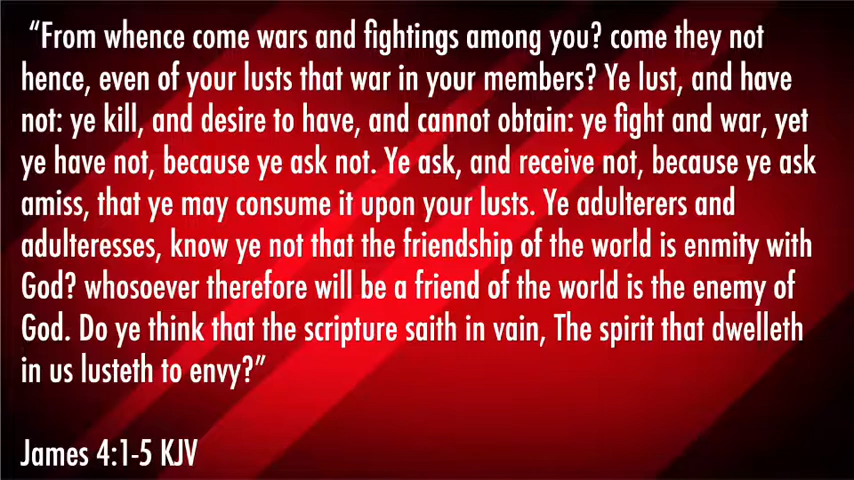 “From whence come wars and fightings among you? come they not
hence, even of your lusts that war in your members? Ye lust, and have
not: ye kill, and desire to have, and cannot obtain: ye fight and war, yet
ye have not, because ye ask not. Ye ask, and receive not, because ye ask
amiss, that ye may consume it upon your lusts. Ye adulterers and
adulteresses, know ye not that the friendship of the world is enmity with
God? whosoever therefore will be a friend of the world is the enemy of
God. Do ye think that the scripture saith in vain, The spirit that dwelleth
in us lusteth to envy?”
James 4:1-5 KJV